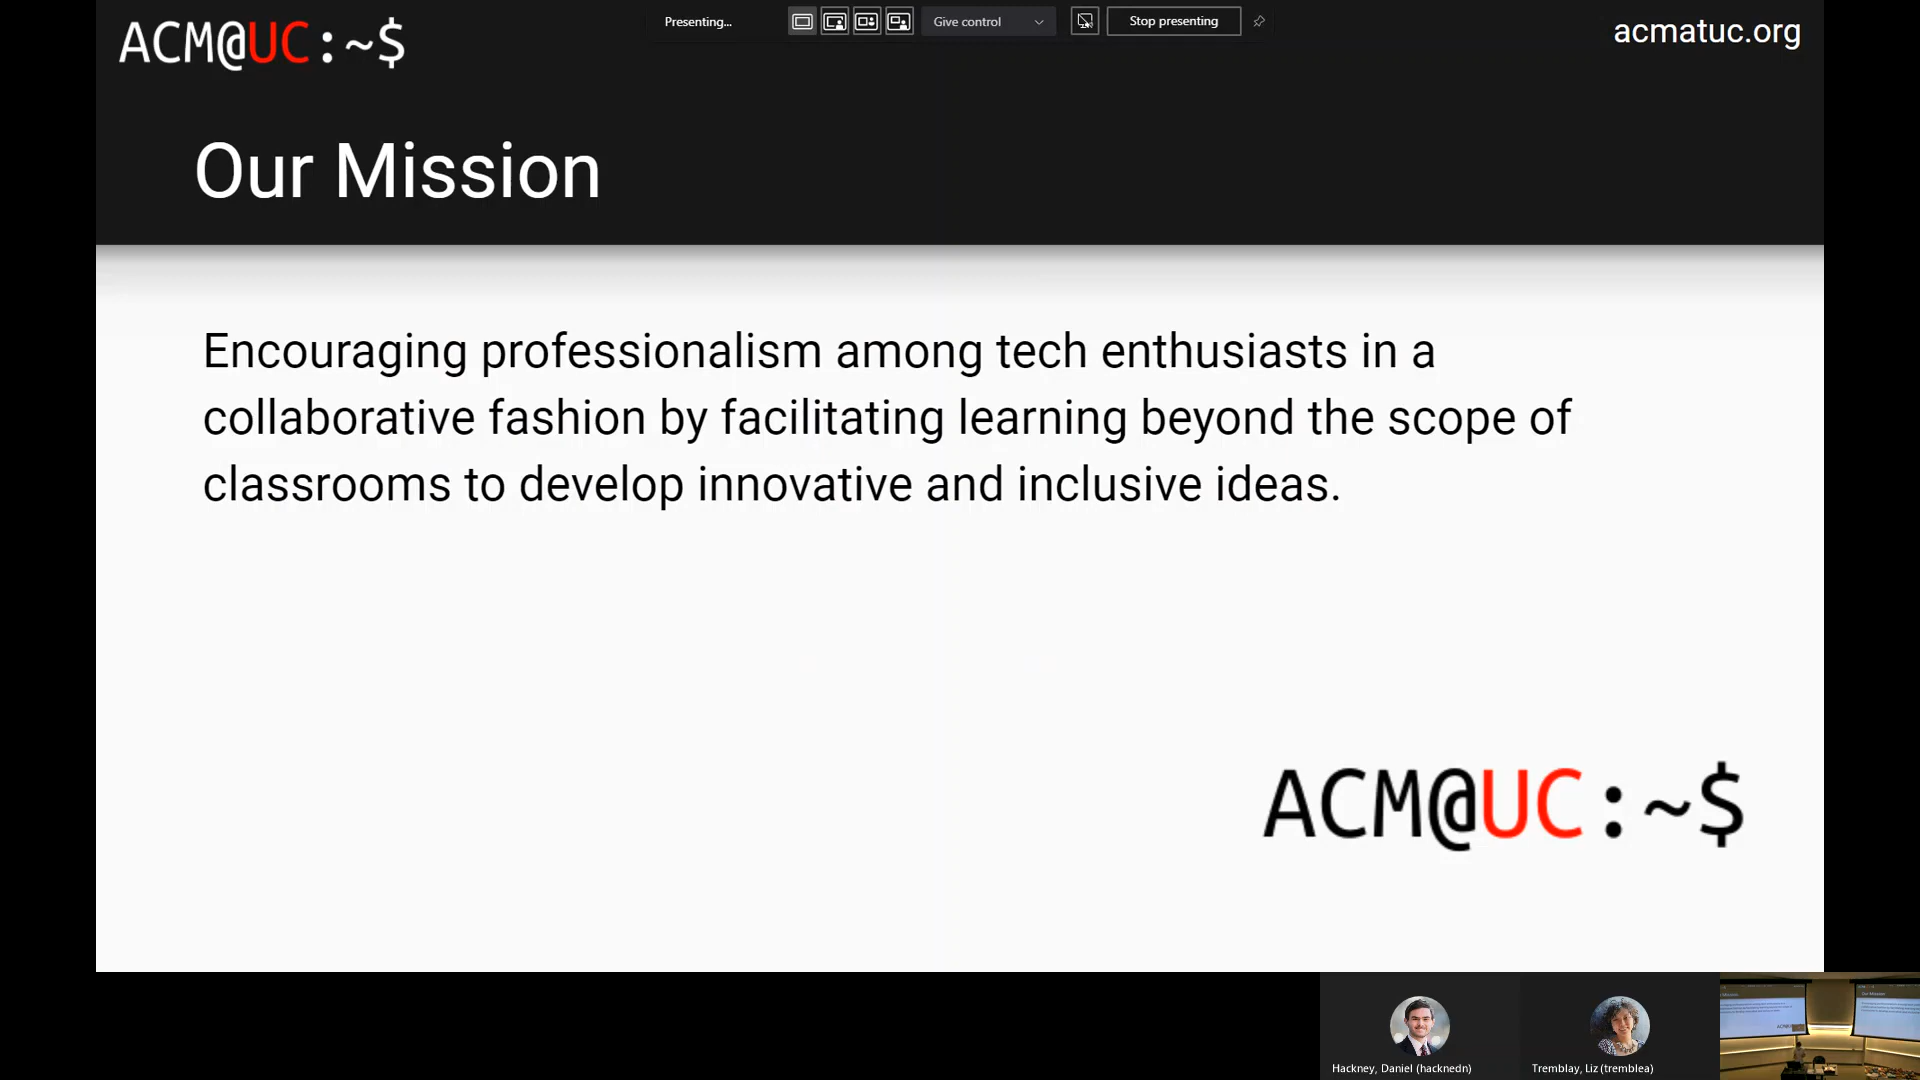 ACM@UC:~$
Presenting...
Give control
Stop presenting
acmatuc.org
Our Mission
Encouraging professionalism among tech enthusiasts in a
collaborative fashion by facilitating learning beyond the scope of
classrooms to develop innovative and inclusive ideas.
ACM@UC:~$
Hackney, Daniel (hacknedn)
Tremblay, Liz (tremblea)